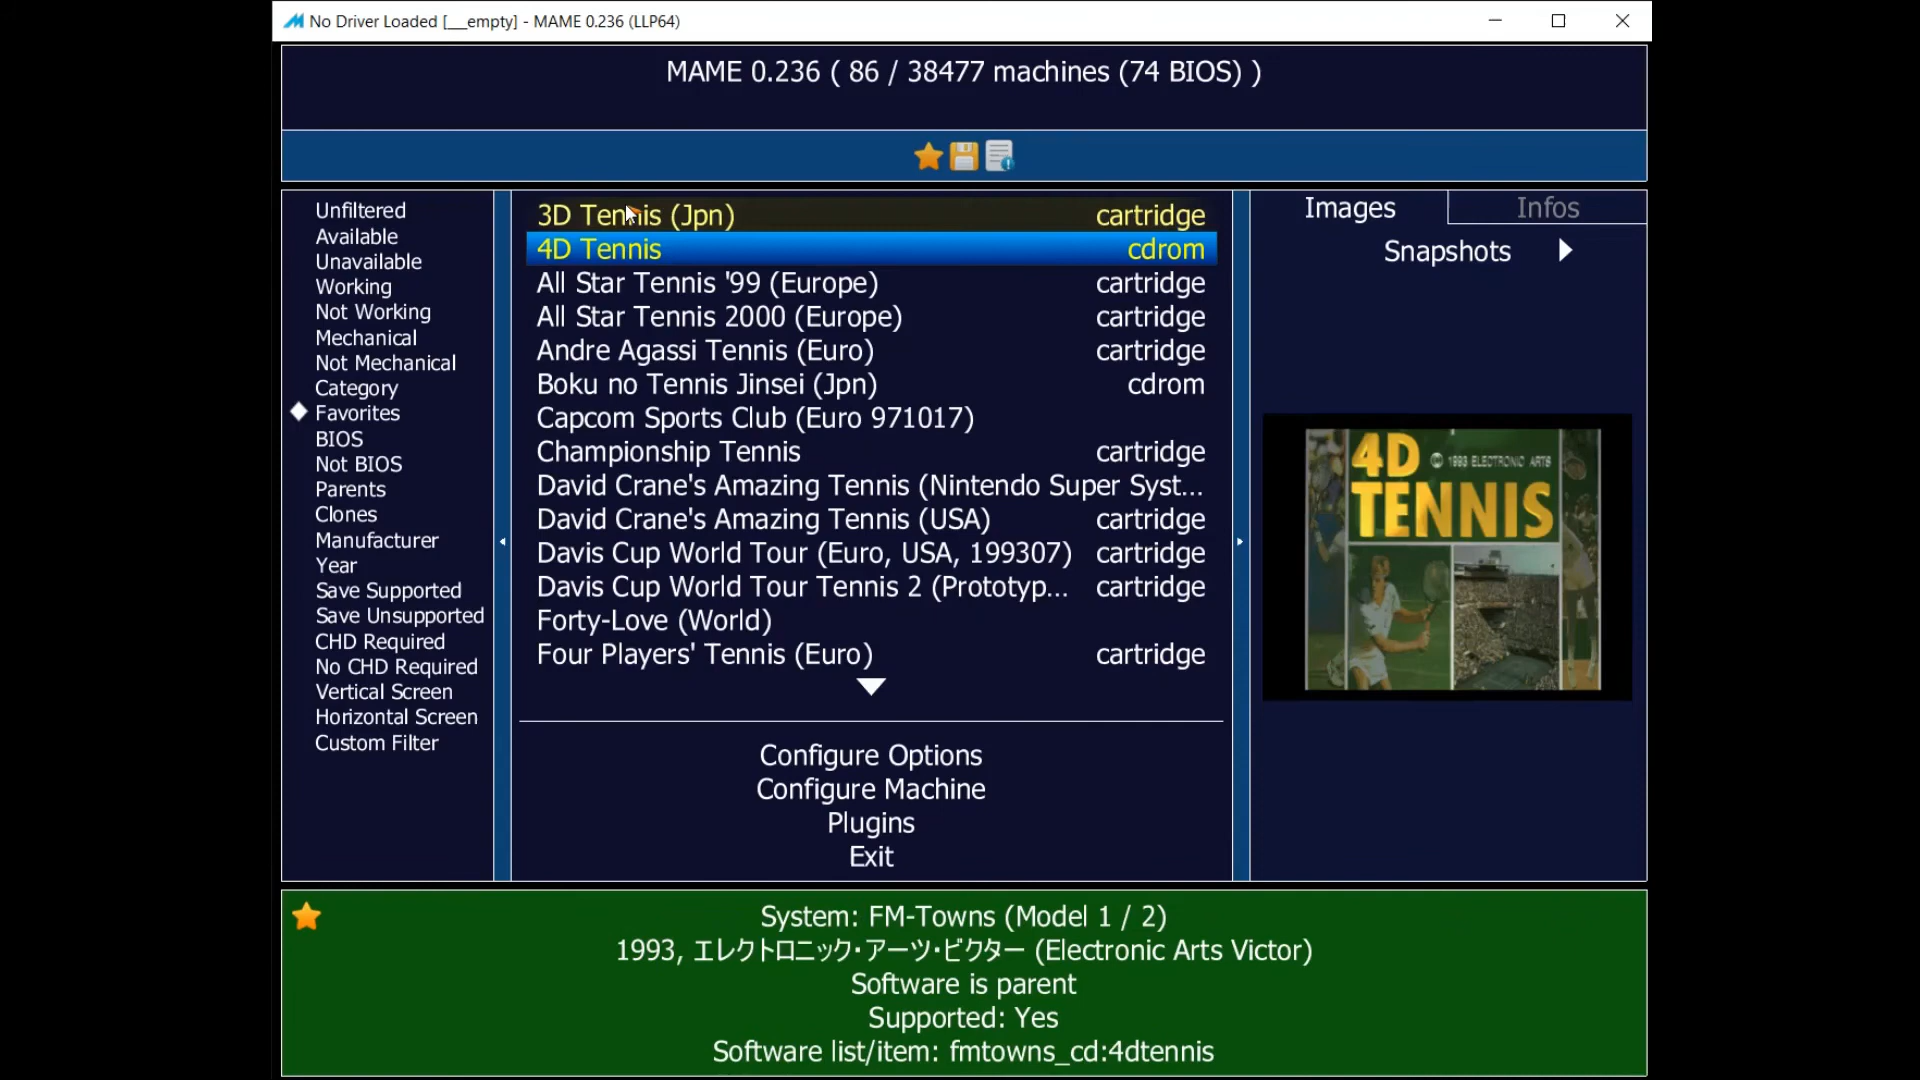 No Driver Loaded [___empty] - MAME 0.236 (LLP64)
MAME 0.236 ( 86 / 38477 machines (74 BIOS) )
Unfiltered
Available
Unavailable
Working
Not Working
Mechanical
Not Mechanical
Category
Favorites
BIOS
Not BIOS
Parents
Clones
Manufacturer
Year
Save Supported
Save Unsupported
CHD Required
No CHD Required
Vertical Screen
Horizontal Screen
Custom Filter
3D Tennis (Jpn) cartridge
4D Tennis cdrom
All Star Tennis '99 (Europe) cartridge
All Star Tennis 2000 (Europe) cartridge
Andre Agassi Tennis (Euro) cartridge
Boku no Tennis Jinsei (Jpn) cdrom
Capcom Sports Club (Euro 971017)
Championship Tennis cartridge
David Crane's Amazing Tennis (Nintendo Super Syst...
David Crane's Amazing Tennis (USA) cartridge
Davis Cup World Tour (Euro, USA, 199307) cartridge
Davis Cup World Tour Tennis 2 (Prototyp... cartridge
Forty-Love (World)
Four Players' Tennis (Euro) cartridge
Configure Options
Configure Machine
Plugins
Exit
Images Infos
Snapshots
4D © 1993 ELECTRONIC ARTS
TENNIS
System: FM-Towns (Model 1 / 2)
1993, エレクトロニック・アーツ・ビクター (Electronic Arts Victor)
Software is parent
Supported: Yes
Software list/item: fmtowns_cd:4dtennis